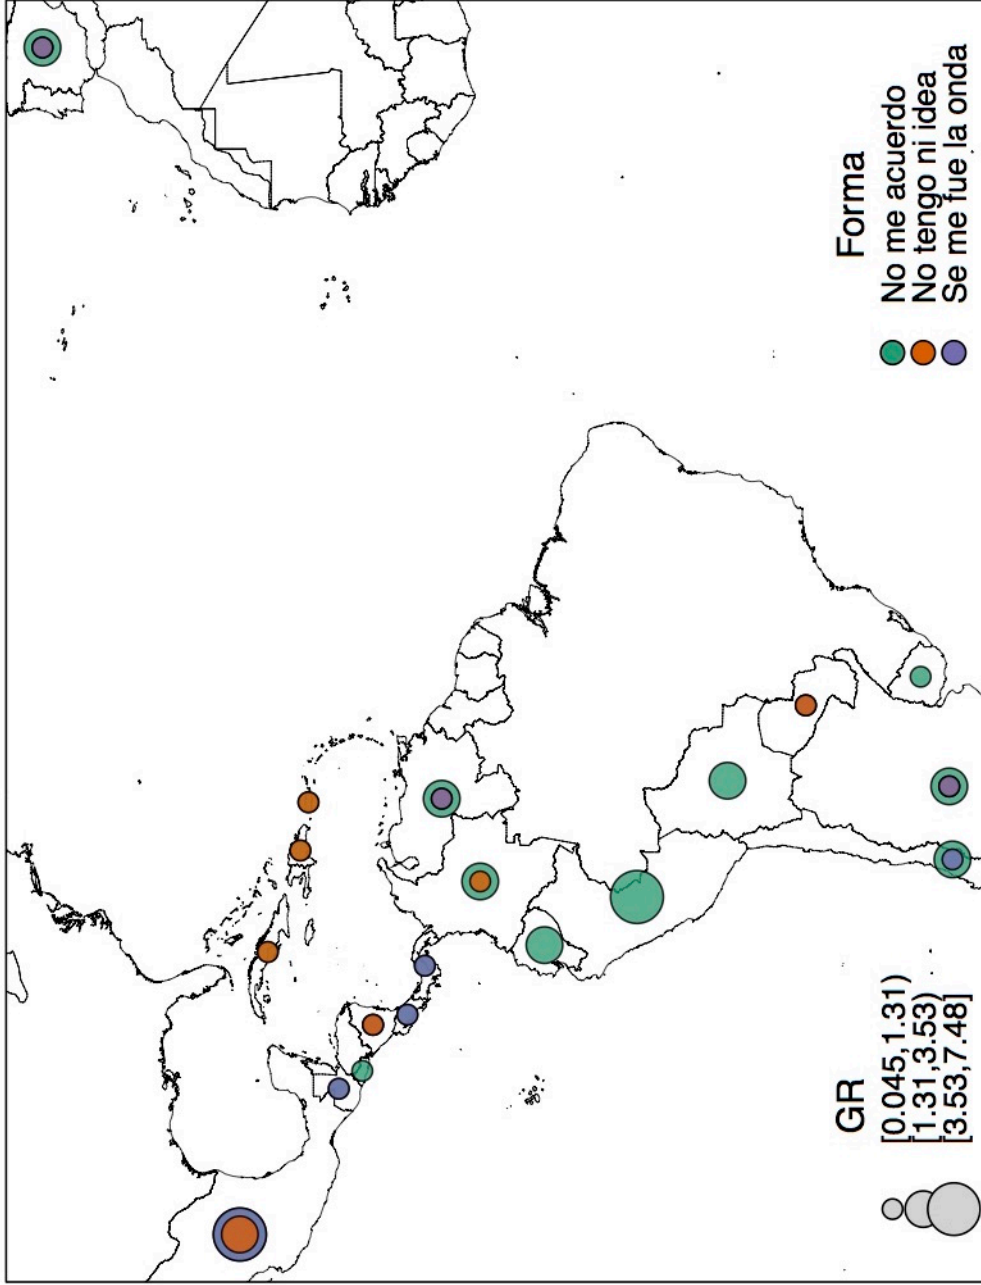 GR
[0.045,1.31)
[1.31,3.53)
[3.53,7.48]
Forma
No me acuerdo
No tengo ni idea
Se me fue la onda